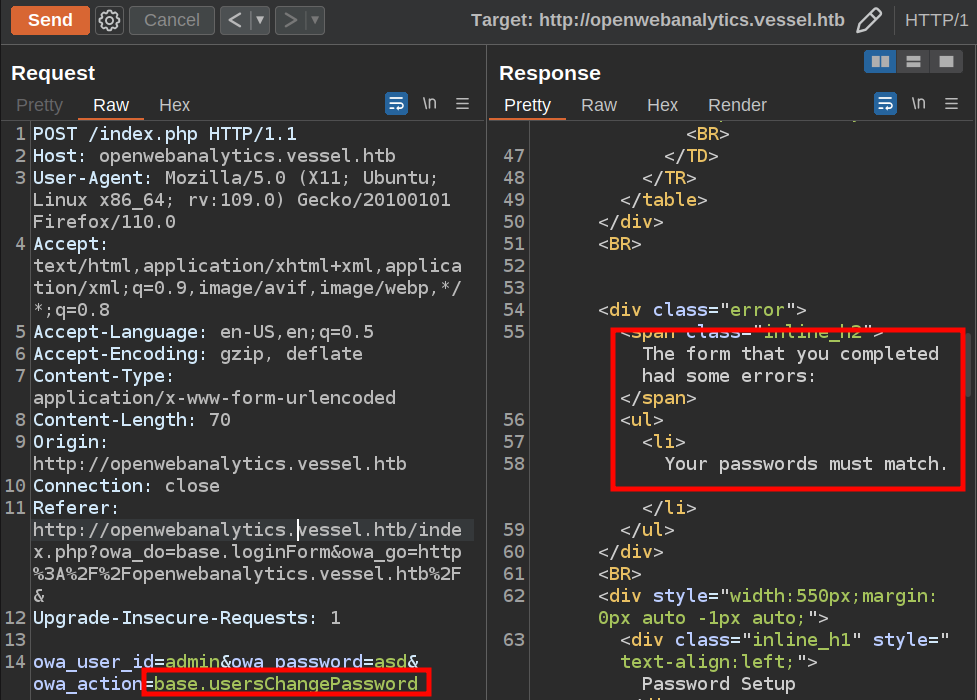 Send Cancel < ▼ > ▼ Target: http://openwebanalytics.vessel.htb HTTP/1
Request
Pretty Raw Hex \n
1 POST /index.php HTTP/1.1
2 Host: openwebanalytics.vessel.htb
3 User-Agent: Mozilla/5.0 (X11; Ubuntu;
Linux x86_64; rv:109.0) Gecko/20100101
Firefox/110.0
4 Accept:
text/html,application/xhtml+xml,applica
tion/xml;q=0.9,image/avif,image/webp,*/
*;q=0.8
5 Accept-Language: en-US,en;q=0.5
6 Accept-Encoding: gzip, deflate
7 Content-Type:
application/x-www-form-urlencoded
8 Content-Length: 70
9 Origin:
http://openwebanalytics.vessel.htb
10 Connection: close
11 Referer:
http://openwebanalytics.vessel.htb/inde
x.php?owa_do=base.loginForm&owa_go=http
%3A%2F%2Fopenwebanalytics.vessel.htb%2F
&
12 Upgrade-Insecure-Requests: 1
13
14 owa_user_id=admin&owa_password=asd&
owa_action=base.usersChangePassword
Response
Pretty Raw Hex Render \n
<BR>
47 </TD>
48 </TR>
49 </table>
50 </div>
51 <BR>
52
53
54 <div class="error">
55 <span class="inline_h2">
The form that you completed
had some errors:
</span>
56 <ul>
57 <li>
58 Your passwords must match.
</li>
59 </ul>
60 </div>
61 <BR>
62 <div style="width:550px;margin:
0px auto -1px auto;">
63 <div class="inline_h1" style="
text-align:left;">
Password Setup